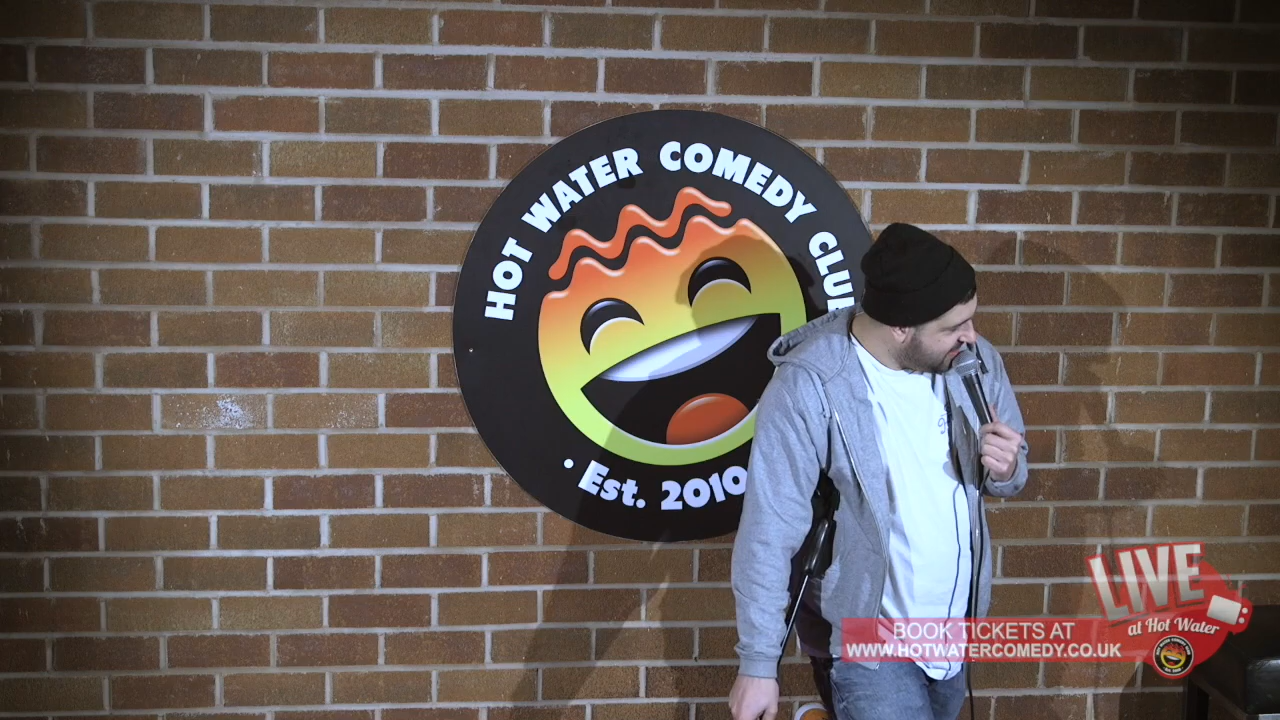 HOT WATER COMEDY CLUB
· Est. 2010
LIVE
at Hot Water
BOOK TICKETS AT
WWW.HOTWATERCOMEDY.CO.UK